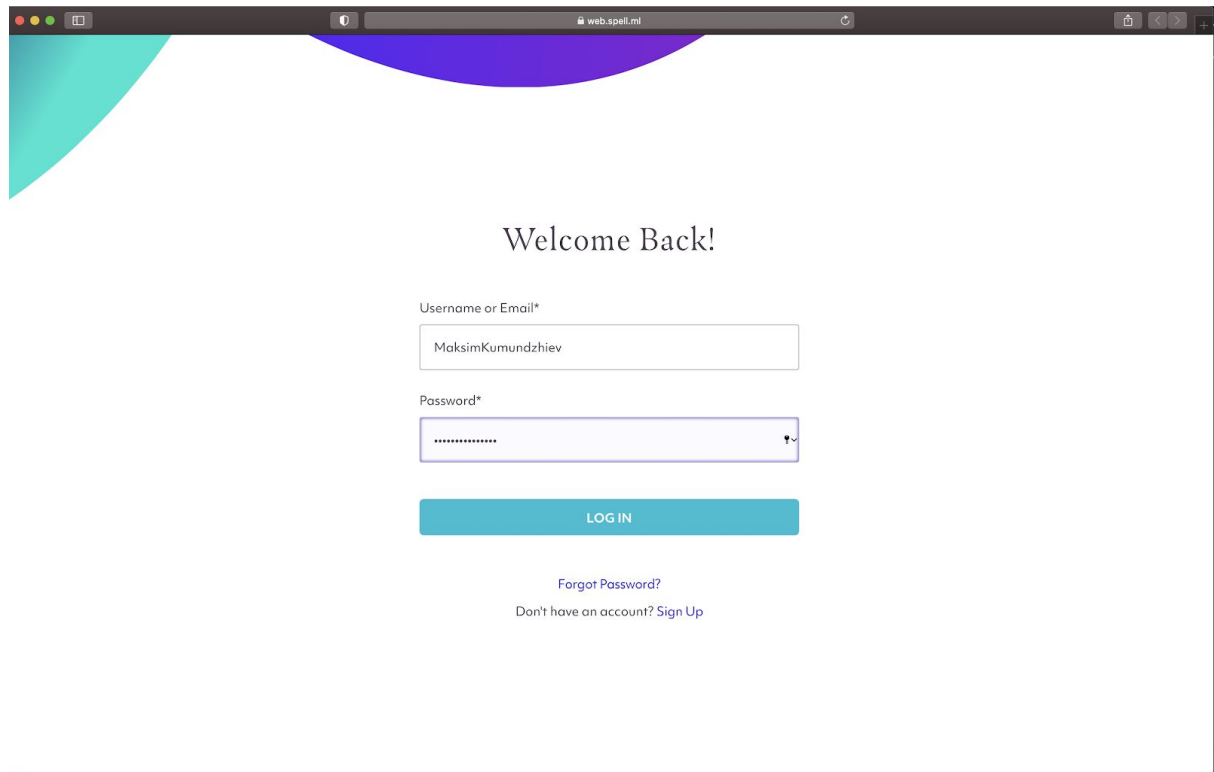 web.spell.ml
Welcome Back!
Username or Email*
MaksimKumundzhiev
Password*
•••••••••••••••
LOG IN
Forgot Password?
Don't have an account? Sign Up